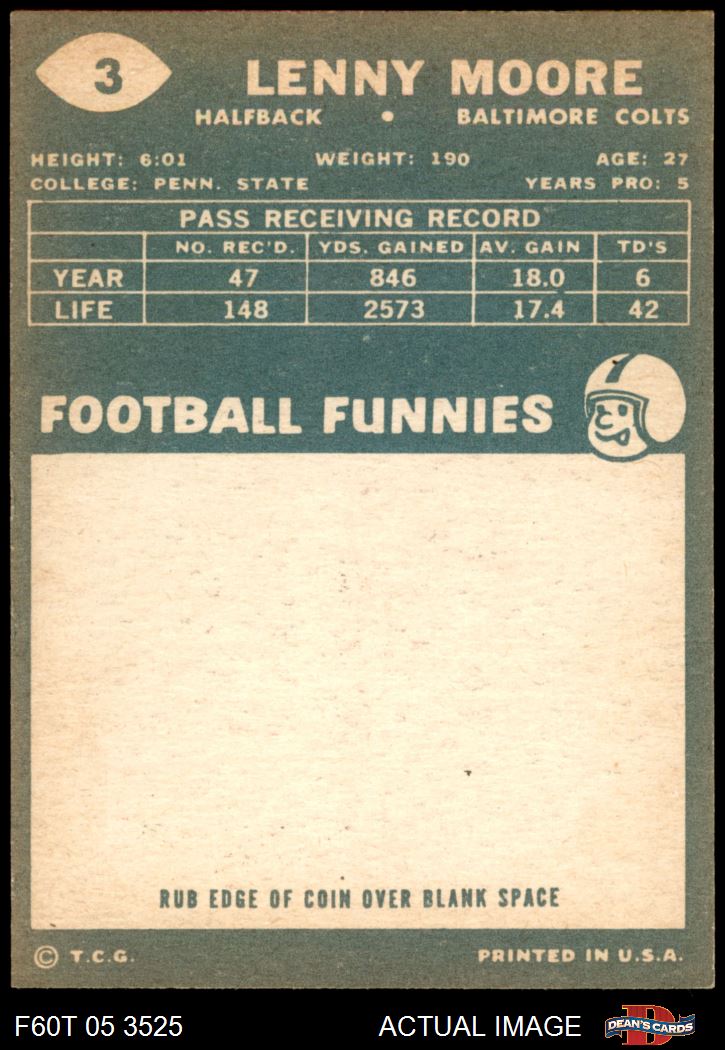 3
LENNY MOORE
HALFBACK • BALTIMORE COLTS
HEIGHT: 6:01 WEIGHT: 190 AGE: 27
COLLEGE: PENN. STATE YEARS PRO: 5
PASS RECEIVING RECORD
NO. REC'D. YDS. GAINED AV. GAIN TD'S
YEAR 47 846 18.0 6
LIFE 148 2573 17.4 42
FOOTBALL FUNNIES
RUB EDGE OF COIN OVER BLANK SPACE
© T.C.G. PRINTED IN U.S.A.
F60T 05 3525 ACTUAL IMAGE DEAN'S CARDS